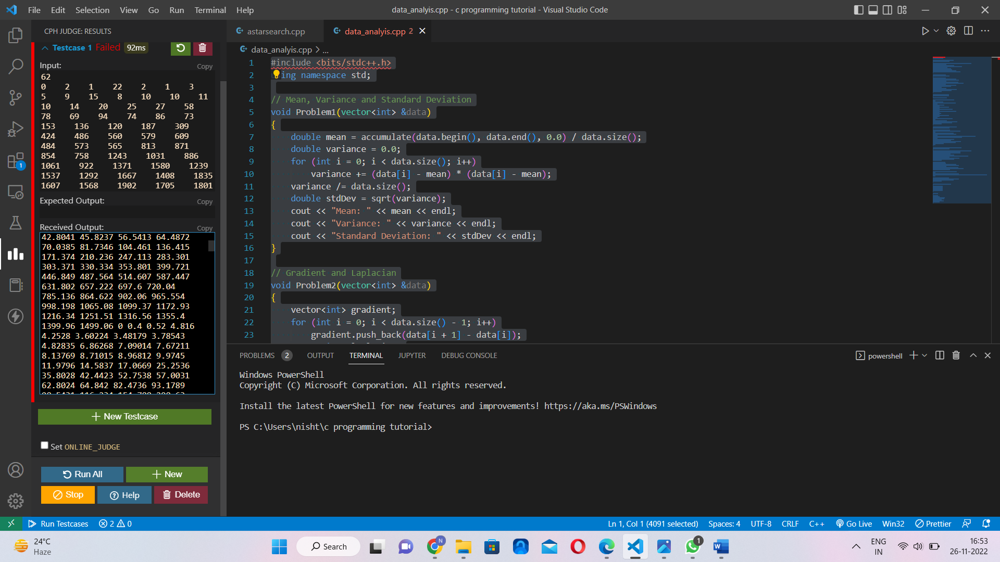 File Edit Selection View Go Run Terminal Help
data_analyis.cpp - c programming tutorial - Visual Studio Code
CPH JUDGE: RESULTS
Testcase 1 Failed 92ms
Input:
Copy
62
0 2 1 22 2 1 3
5 9 15 8 10 10 11
10 14 20 25 27 58
78 69 94 74 86 73
153 136 120 187 309
424 486 560 579 609
484 573 565 813 871
854 758 1243 1031 886
1061 922 1371 1580 1239
1537 1292 1667 1408 1835
1607 1568 1902 1705 1801
Expected Output:
Copy
Received Output:
Copy
42.8041 45.8237 56.5413 64.4872
70.0385 81.7346 104.461 136.415
171.374 210.236 247.113 283.301
303.371 330.334 353.801 399.721
446.849 487.564 514.607 587.447
631.802 657.222 697.6 720.04
785.136 864.622 902.06 965.554
998.198 1065.08 1099.37 1172.93
1216.34 1251.51 1316.56 1355.4
1399.96 1499.06 0 0.4 0.52 4.816
4.2528 3.60224 3.48179 3.78543
4.82835 6.86268 7.09014 7.67211
8.13769 8.71015 8.96812 9.9745
11.9796 14.5837 17.0669 25.2536
35.8028 42.4423 52.7538 57.0031
62.8024 64.842 82.4736 93.1789
New Testcase
Set ONLINE_JUDGE
Run All
New
Stop
Help
Delete
astarsearch.cpp
data_analyis.cpp 2
data_analyis.cpp > ...
1 #include <bits/stdc++.h>
2 ing namespace std;
3
4 // Mean, Variance and Standard Deviation
5 void Problem1(vector<int> &data)
6 {
7 double mean = accumulate(data.begin(), data.end(), 0.0) / data.size();
8 double variance = 0.0;
9 for (int i = 0; i < data.size(); i++)
10 variance += (data[i] - mean) * (data[i] - mean);
11 variance /= data.size();
12 double stdDev = sqrt(variance);
13 cout << "Mean: " << mean << endl;
14 cout << "Variance: " << variance << endl;
15 cout << "Standard Deviation: " << stdDev << endl;
16 }
17
18 // Gradient and Laplacian
19 void Problem2(vector<int> &data)
20 {
21 vector<int> gradient;
22 for (int i = 0; i < data.size() - 1; i++)
23 gradient.push_back(data[i + 1] - data[i]);
PROBLEMS 2 OUTPUT TERMINAL JUPYTER DEBUG CONSOLE
powershell
Windows PowerShell
Copyright (C) Microsoft Corporation. All rights reserved.
Install the latest PowerShell for new features and improvements! https://aka.ms/PSWindows
PS C:\Users\nisht\c programming tutorial>
1
Run Testcases
2 0
Ln 1, Col 1 (4091 selected) Spaces: 4 UTF-8 CRLF C++ Go Live Win32 Prettier
24°C
Haze
Search
N
1
ENG
IN
16:53
26-11-2022